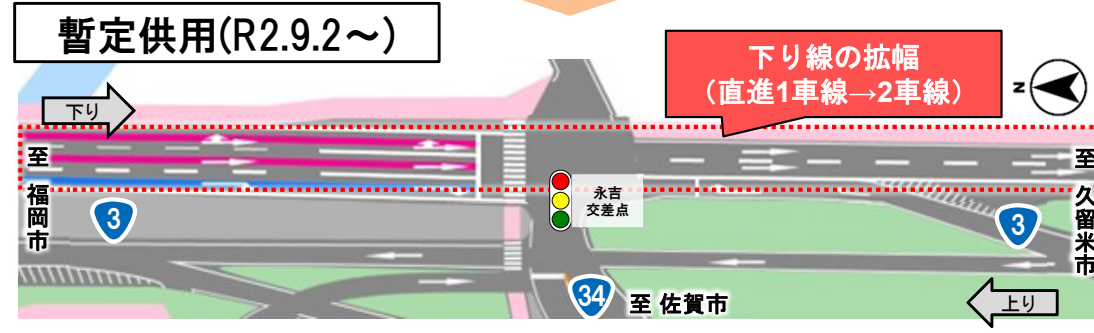 暫定供用(R2.9.2～)
下り線の拡幅
（直進1車線→2車線）
N
下り
至
福岡市
3
永吉
交差点
至
久留米市
3
34
至 佐賀市
上り